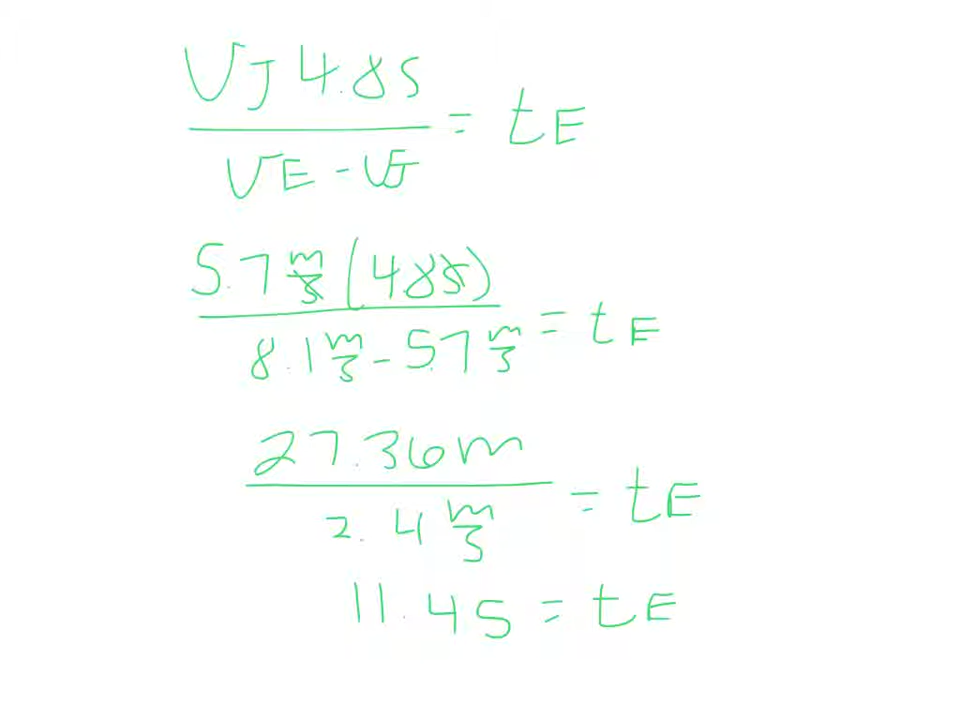 VJ 4.8s
VE - VJ
= tE
5.7 m/s (4.8s)
8.1 m/s - 5.7 m/s
= tE
27.36m
2.4 m/s
= tE
11.4s = tE